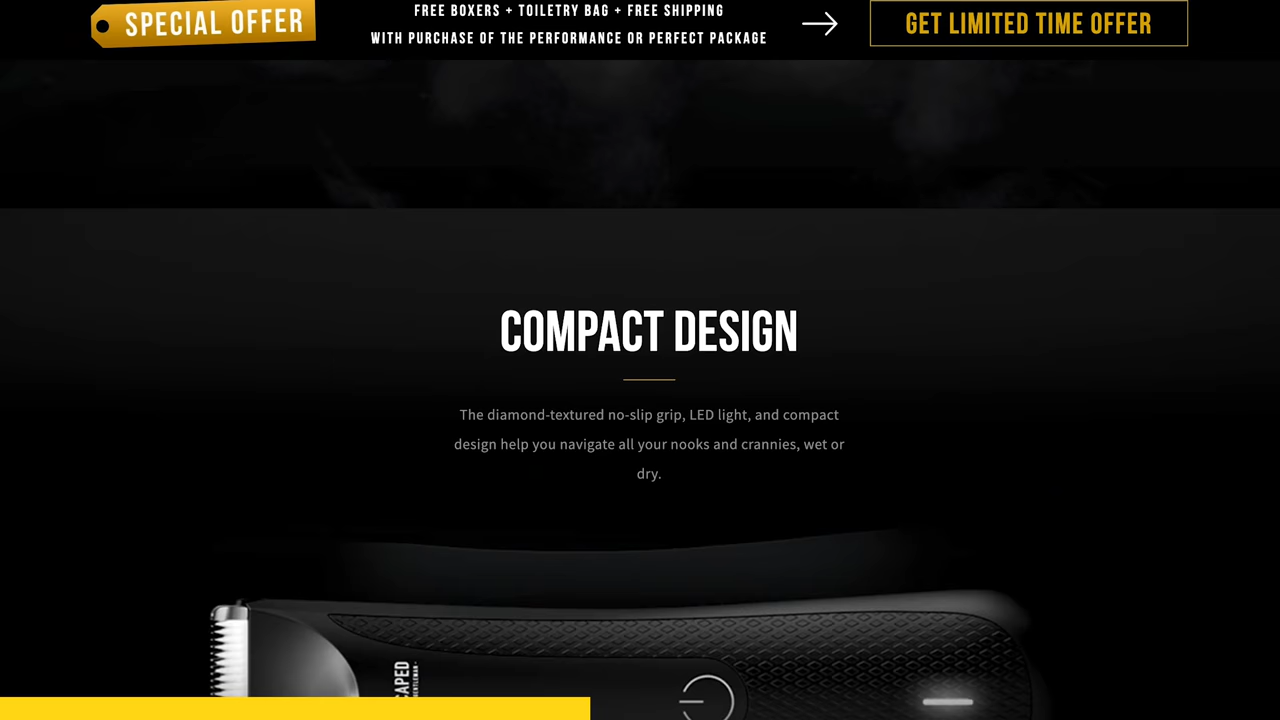 SPECIAL OFFER
FREE BOXERS + TOILETRY BAG + FREE SHIPPING
WITH PURCHASE OF THE PERFORMANCE OR PERFECT PACKAGE
GET LIMITED TIME OFFER
COMPACT DESIGN
The diamond-textured no-slip grip, LED light, and compact
design help you navigate all your nooks and crannies, wet or
dry.
CAPED